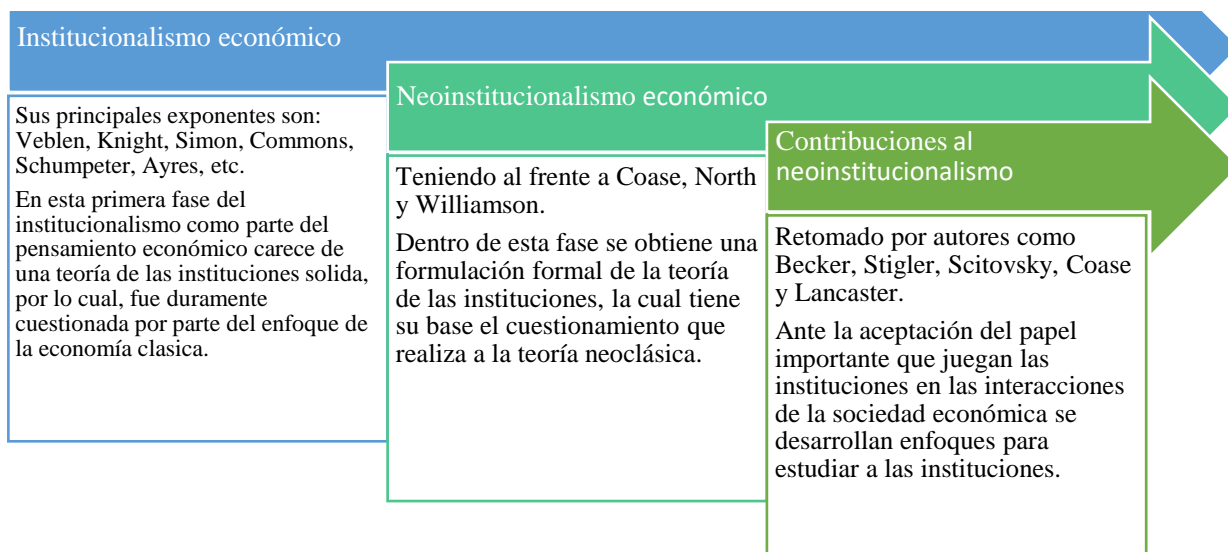 Institucionalismo económico
Sus principales exponentes son:
Veblen, Knight, Simon, Commons,
Schumpeter, Ayres, etc.
En esta primera fase del
institucionalismo como parte del
pensamiento económico carece de
una teoría de las instituciones solida,
por lo cual, fue duramente
cuestionada por parte del enfoque de
la economía clasica.
Neoinstitucionalismo económico
Teniendo al frente a Coase, North
y Williamson.
Dentro de esta fase se obtiene una
formulación formal de la teoría
de las instituciones, la cual tiene
su base el cuestionamiento que
realiza a la teoría neoclásica.
Contribuciones al
neoinstitucionalismo
Retomado por autores como
Becker, Stigler, Scitovsky, Coase
y Lancaster.
Ante la aceptación del papel
importante que juegan las
instituciones en las interacciones
de la sociedad económica se
desarrollan enfoques para
estudiar a las instituciones.